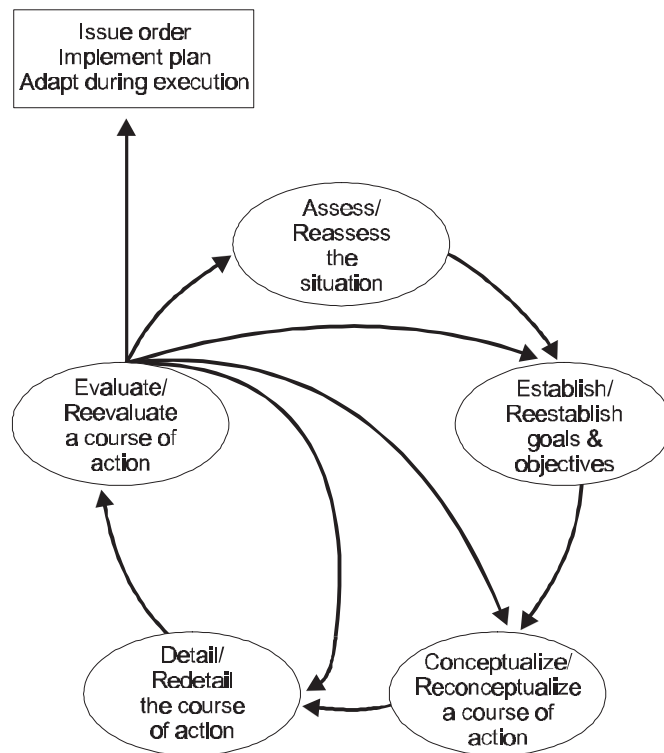 Issue order
Implement plan
Adapt during execution
Assess/
Reassess
the
situation
Establish/
Reestablish
goals &
objectives
Evaluate/
Reevaluate
a course of
action
Detail/
Redetail
the course
of action
Conceptualize/
Reconceptualize
a course of
action